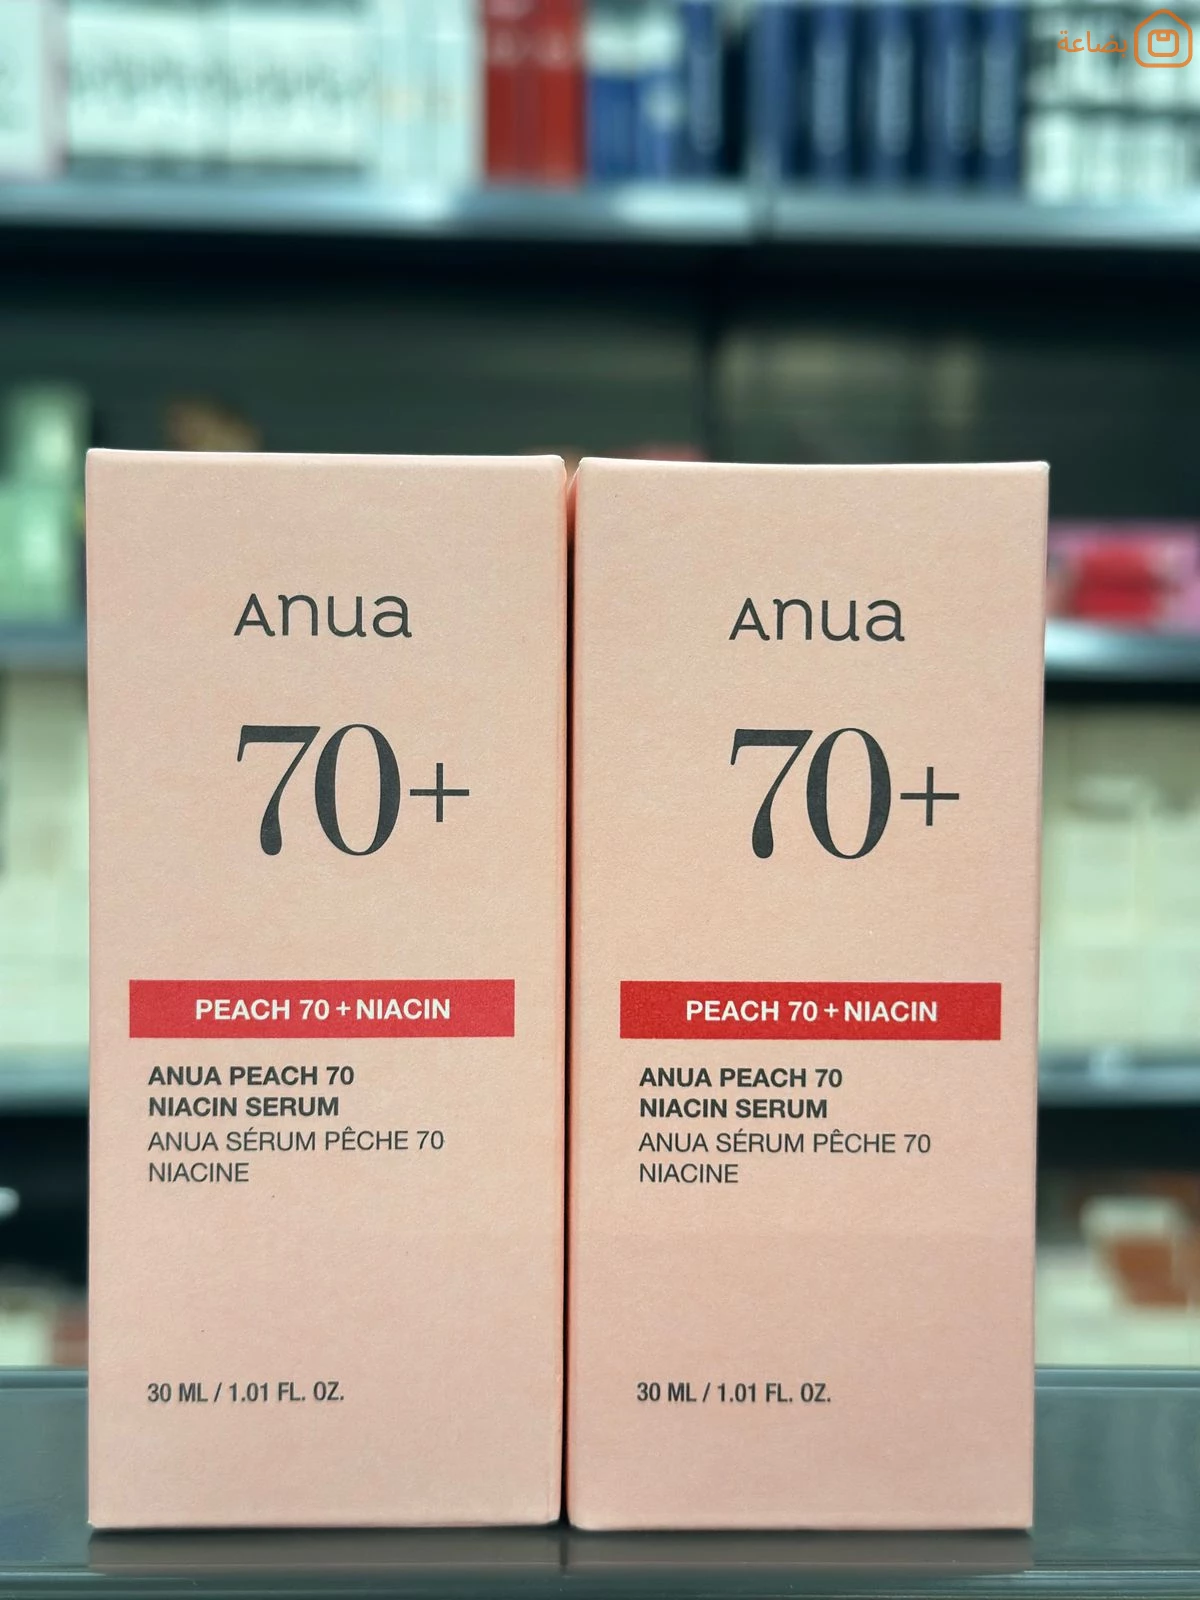 بضاعة
Anua
70+
PEACH 70 + NIACIN
ANUA PEACH 70
NIACIN SERUM
ANUA SÉRUM PÊCHE 70
NIACINE
30 ML / 1.01 FL. OZ.
Anua
70+
PEACH 70 + NIACIN
ANUA PEACH 70
NIACIN SERUM
ANUA SÉRUM PÊCHE 70
NIACINE
30 ML / 1.01 FL. OZ.